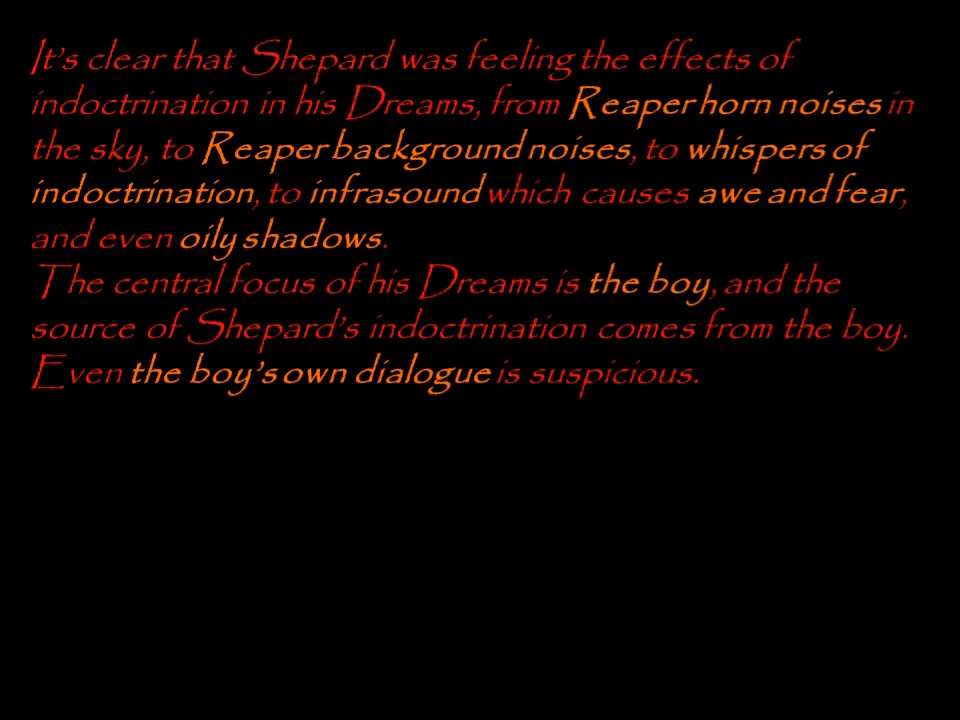 It's clear that Shepard was feeling the effects of
indoctrination in his Dreams, from Reaper horn noises in
the sky, to Reaper background noises, to whispers of
indoctrination, to infrasound which causes awe and fear,
and even oily shadows.
The central focus of his Dreams is the boy, and the
source of Shepard's indoctrination comes from the boy.
Even the boy's own dialogue is suspicious.